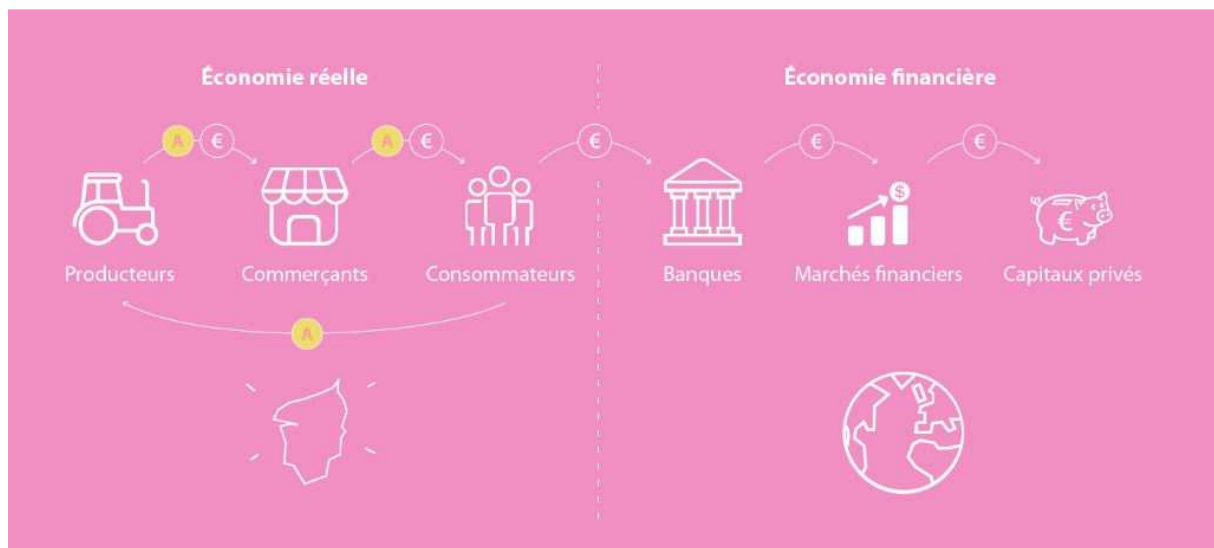 Économie réelle
Économie financière
A € A € € € €
$
€
Producteurs
Commerçants
Consommateurs
Banques
Marchés financiers
Capitaux privés
A